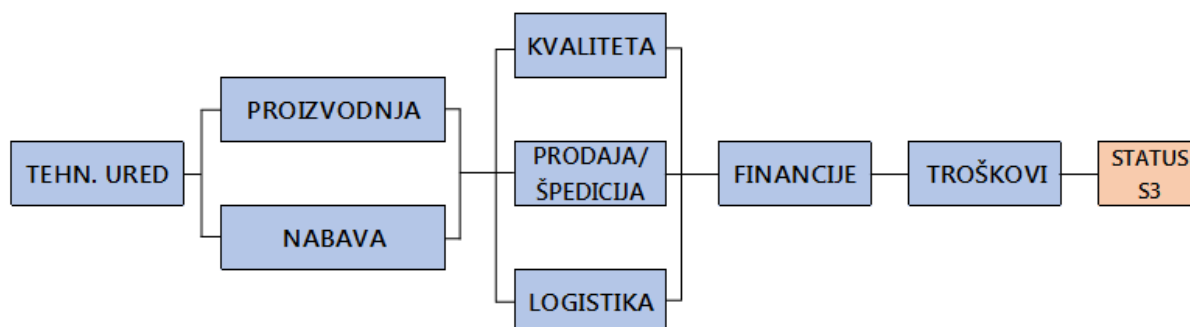 TEHN. URED
PROIZVODNJA
NABAVA
KVALITETA
PRODAJA/
ŠPEDICIJA
LOGISTIKA
FINANCIJE
TROŠKOVI
STATUS
S3